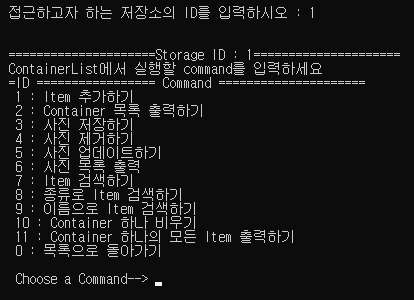 접근하고자 하는 저장소의 ID를 입력하시오 : 1
=====================Storage ID : 1=====================
ContainerList에서 실행할 command를 입력하세요
=ID ================= Command =====================
1 : Item 추가하기
2 : Container 목록 출력하기
3 : 사진 저장하기
4 : 사진 제거하기
5 : 사진 업데이트하기
6 : 사진 목록 출력
7 : Item 검색하기
8 : 종류로 Item 검색하기
9 : 이름으로 Item 검색하기
10 : Container 하나 비우기
11 : Container 하나의 모든 Item 출력하기
0 : 목록으로 돌아가기
Choose a Command-->